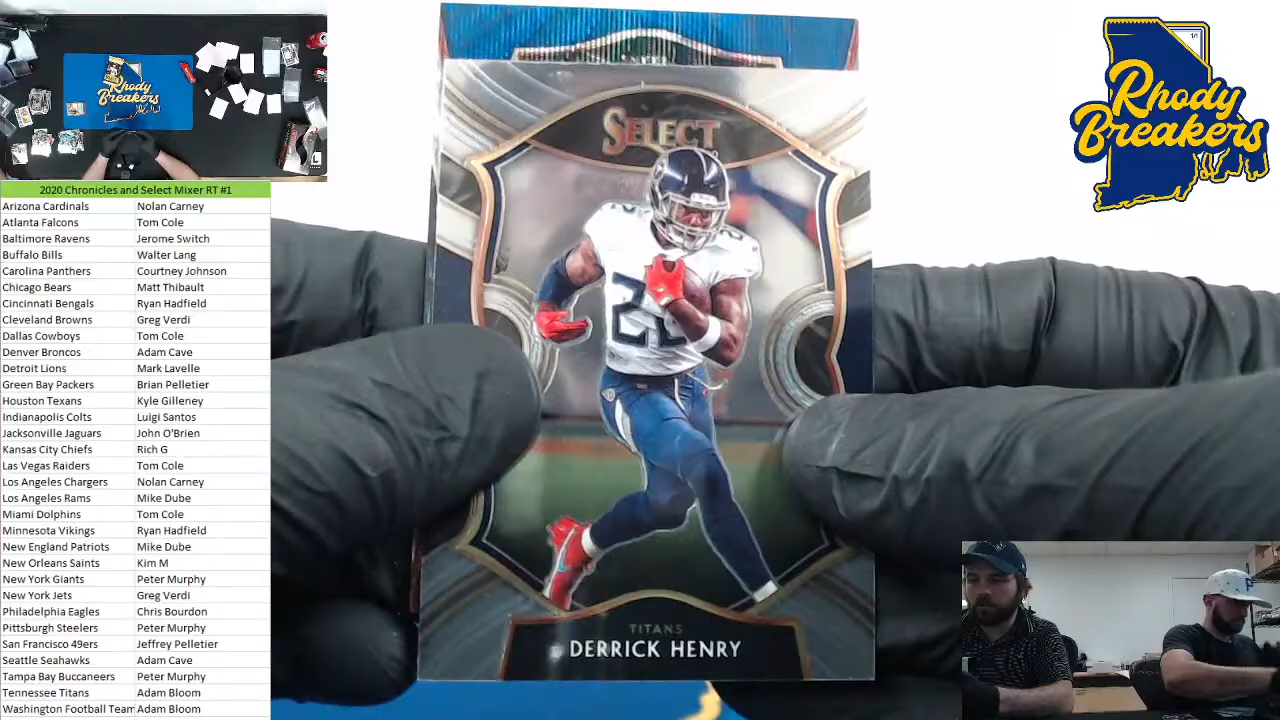 Rhody
Breakers
2020 Chronicles and Select Mixer RT #1
Arizona Cardinals Nolan Carney
Atlanta Falcons Tom Cole
Baltimore Ravens Jerome Switch
Buffalo Bills Walter Lang
Carolina Panthers Courtney Johnson
Chicago Bears Matt Thibault
Cincinnati Bengals Ryan Hadfield
Cleveland Browns Greg Verdi
Dallas Cowboys Tom Cole
Denver Broncos Adam Cave
Detroit Lions Mark Lavelle
Green Bay Packers Brian Pelletier
Houston Texans Kyle Gilleney
Indianapolis Colts Luigi Santos
Jacksonville Jaguars John O'Brien
Kansas City Chiefs Rich G
Las Vegas Raiders Tom Cole
Los Angeles Chargers Nolan Carney
Los Angeles Rams Mike Dube
Miami Dolphins Tom Cole
Minnesota Vikings Ryan Hadfield
New England Patriots Mike Dube
New Orleans Saints Kim M
New York Giants Peter Murphy
New York Jets Greg Verdi
Philadelphia Eagles Chris Bourdon
Pittsburgh Steelers Peter Murphy
San Francisco 49ers Jeffrey Pelletier
Seattle Seahawks Adam Cave
Tampa Bay Buccaneers Peter Murphy
Tennessee Titans Adam Bloom
Washington Football Team Adam Bloom
SELECT
22
TITANS
DERRICK HENRY
1/1
Rhody
Breakers